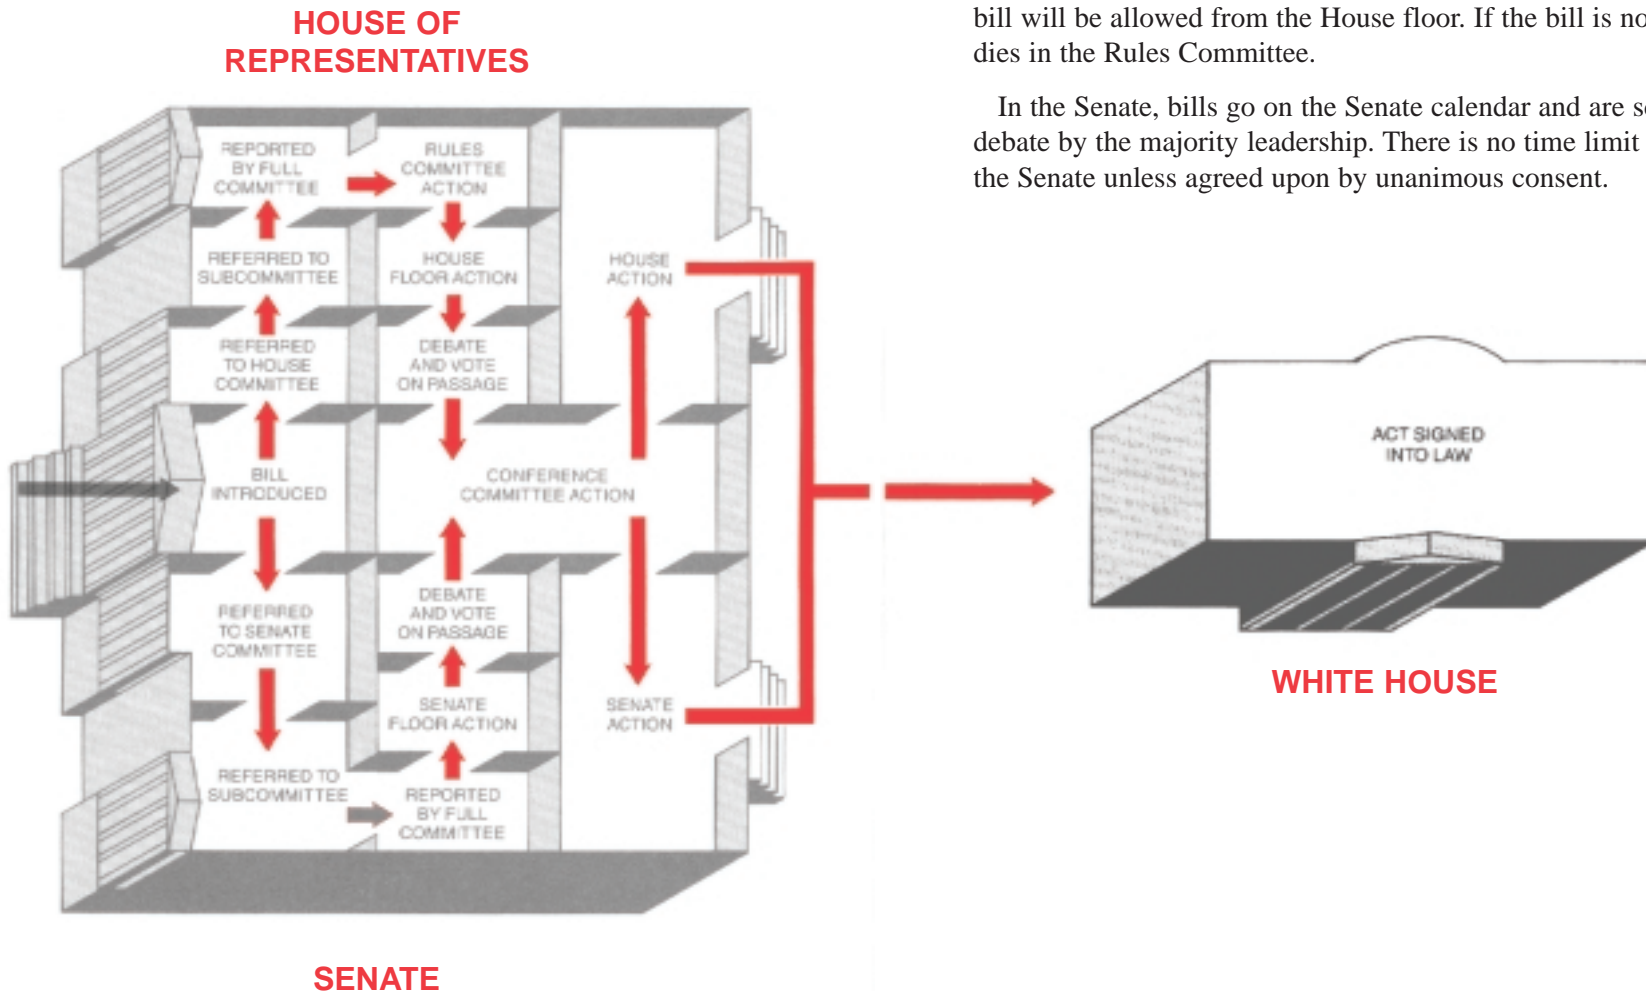 HOUSE OF
REPRESENTATIVES
bill will be allowed from the House floor. If the bill is
dies in the Rules Committee.
In the Senate, bills go on the Senate calendar and are
debate by the majority leadership. There is no time limit
the Senate unless agreed upon by unanimous consent.
REPORTED
BY FULL
COMMITTEE
RULES
COMMITTEE
ACTION
REFERRED TO
SUBCOMMITTEE
HOUSE
FLOOR ACTION
HOUSE
ACTION
REFERRED
TO HOUSE
COMMITTEE
DEBATE
AND VOTE
ON PASSAGE
BILL
INTRODUCED
CONFERENCE
COMMITTEE ACTION
REFERRED
TO SENATE
COMMITTEE
DEBATE
AND VOTE
ON PASSAGE
SENATE
FLOOR ACTION
SENATE
ACTION
REFERRED TO
SUBCOMMITTEE
REPORTED
BY FULL
COMMITTEE
ACT SIGNED
INTO LAW
WHITE HOUSE
SENATE